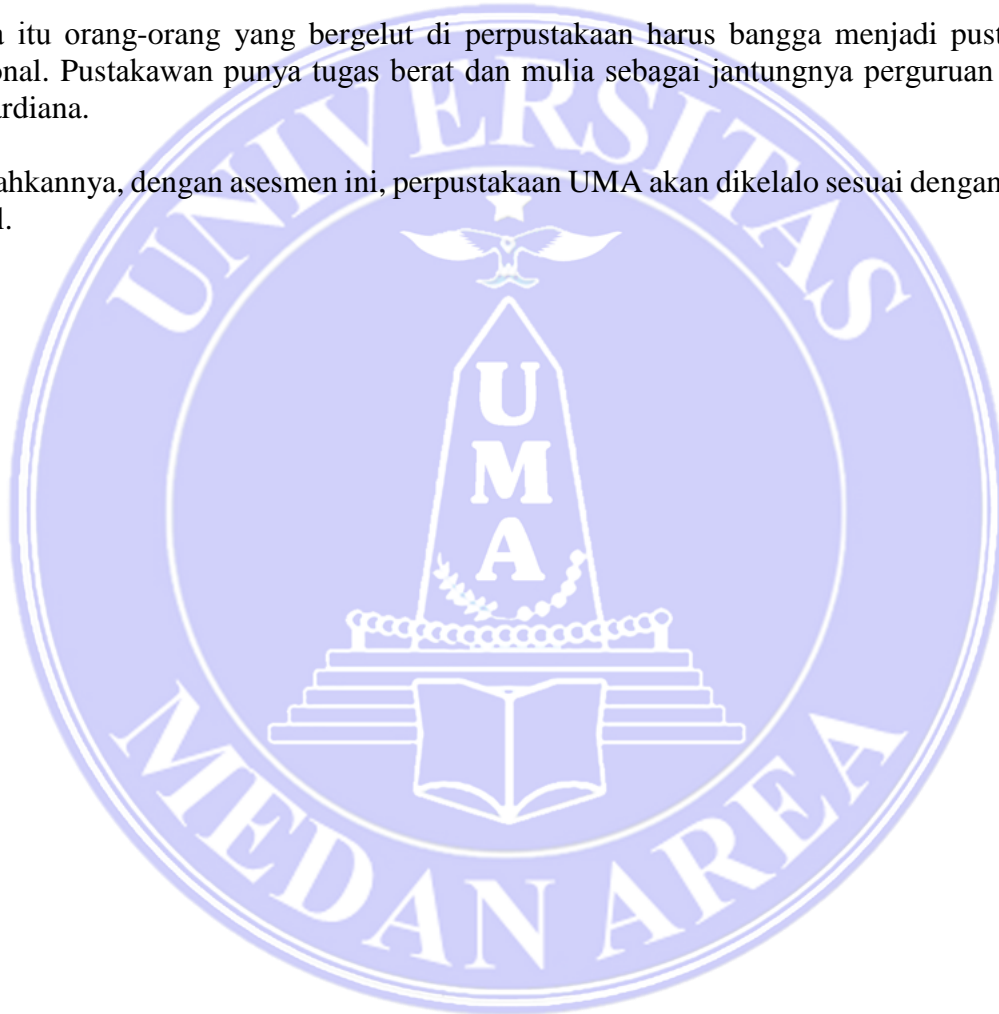 a itu orang-orang yang bergelut di perpustakaan harus bangga menjadi pust
onal. Pustakawan punya tugas berat dan mulia sebagai jantungnya perguruan
ardiana.
ahkannya, dengan asesmen ini, perpustakaan UMA akan dikelalo sesuai dengan
l.
UNIVERSITAS
U
M
A
MEDAN AREA